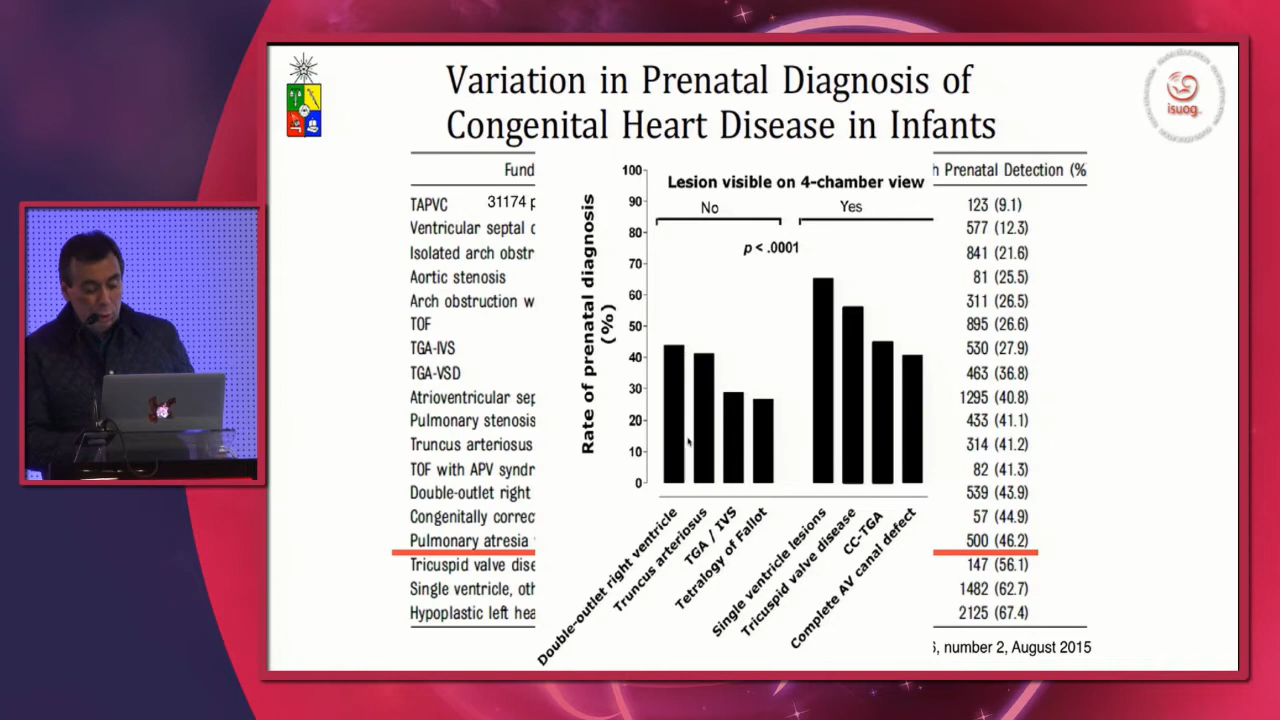 Variation in Prenatal Diagnosis of
Congenital Heart Disease in Infants
isuog
Fund
h Prenatal Detection (%
TAPVC 31174 p
123 (9.1)
Ventricular septal d
577 (12.3)
Isolated arch obstr
841 (21.6)
Aortic stenosis
81 (25.5)
Arch obstruction w
311 (26.5)
TOF
895 (26.6)
TGA-IVS
530 (27.9)
TGA-VSD
463 (36.8)
Atrioventricular sep
1295 (40.8)
Pulmonary stenosis
433 (41.1)
Truncus arteriosus
314 (41.2)
TOF with APV syndr
82 (41.3)
Double-outlet right
539 (43.9)
Congenitally correc
57 (44.9)
Pulmonary atresia
500 (46.2)
Tricuspid valve dise
147 (56.1)
Single ventricle, oth
1482 (62.7)
Hypoplastic left hea
2125 (67.4)
Lesion visible on 4-chamber view
No
Yes
p < .0001
Rate of prenatal diagnosis
(%)
100
90
80
70
60
50
40
30
20
10
0
Double-outlet right ventricle
Truncus arteriosus
TGA / IVS
Tetralogy of Fallot
Single ventricle lesions
Tricuspid valve disease
CC-TGA
Complete AV canal defect
, number 2, August 2015